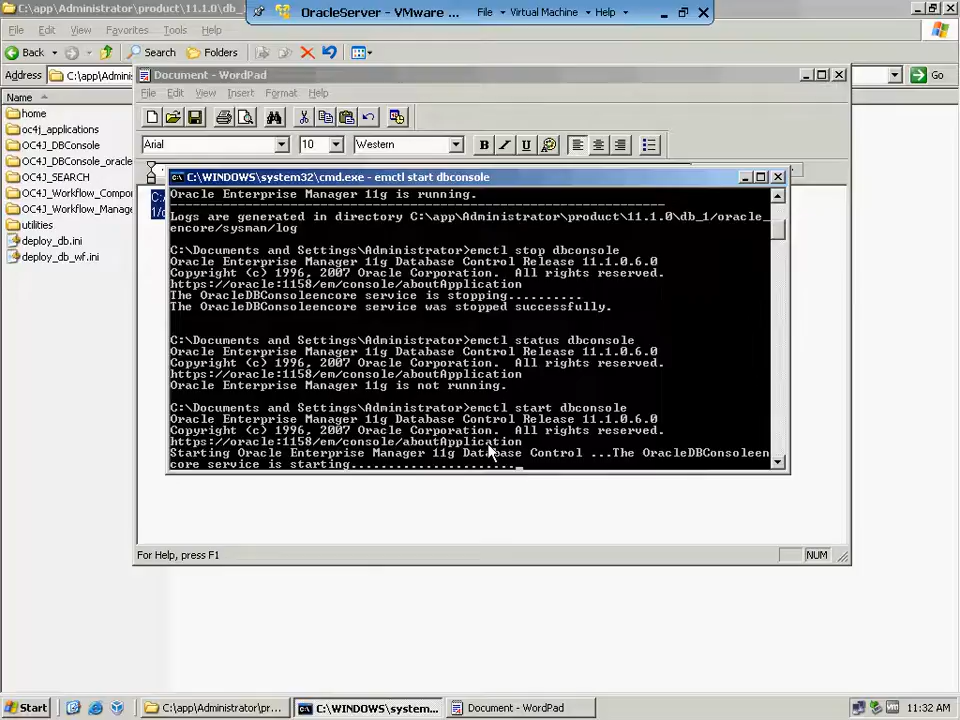 C:\app\Administrator\product\11.1.0\db_
OracleServer - VMware ...
File
Virtual Machine
Help
File
Edit
View
Favorites
Tools
Help
Back
Search
Folders
Address
C:\app\Admini
Go
Document - WordPad
File
Edit
View
Insert
Format
Help
Arial
10
Western
Name
home
oc4j_applications
OC4J_DBConsole
OC4J_DBConsole_oracle
OC4J_SEARCH
OC4J_Workflow_Compo
OC4J_Workflow_Manage
utilities
deploy_db.ini
deploy_db_wf.ini
C:\WINDOWS\system32\cmd.exe - emctl start dbconsole
Oracle Enterprise Manager 11g is running.
------------------------------------------------------------------
Logs are generated in directory C:\app\Administrator\product\11.1.0\db_1/oracle_
encore/sysman/log
C:\Documents and Settings\Administrator>emctl stop dbconsole
Oracle Enterprise Manager 11g Database Control Release 11.1.0.6.0
Copyright (c) 1996, 2007 Oracle Corporation.  All rights reserved.
https://oracle:1158/em/console/aboutApplication
The OracleDBConsoleencore service is stopping..........
The OracleDBConsoleencore service was stopped successfully.
C:\Documents and Settings\Administrator>emctl status dbconsole
Oracle Enterprise Manager 11g Database Control Release 11.1.0.6.0
Copyright (c) 1996, 2007 Oracle Corporation.  All rights reserved.
https://oracle:1158/em/console/aboutApplication
Oracle Enterprise Manager 11g is not running.
C:\Documents and Settings\Administrator>emctl start dbconsole
Oracle Enterprise Manager 11g Database Control Release 11.1.0.6.0
Copyright (c) 1996, 2007 Oracle Corporation.  All rights reserved.
https://oracle:1158/em/console/aboutApplication
Starting Oracle Enterprise Manager 11g Database Control ...The OracleDBConsoleen
core service is starting......................_
For Help, press F1
NUM
Start
C:\app\Administrator\pr...
C:\WINDOWS\system...
Document - WordPad
11:32 AM